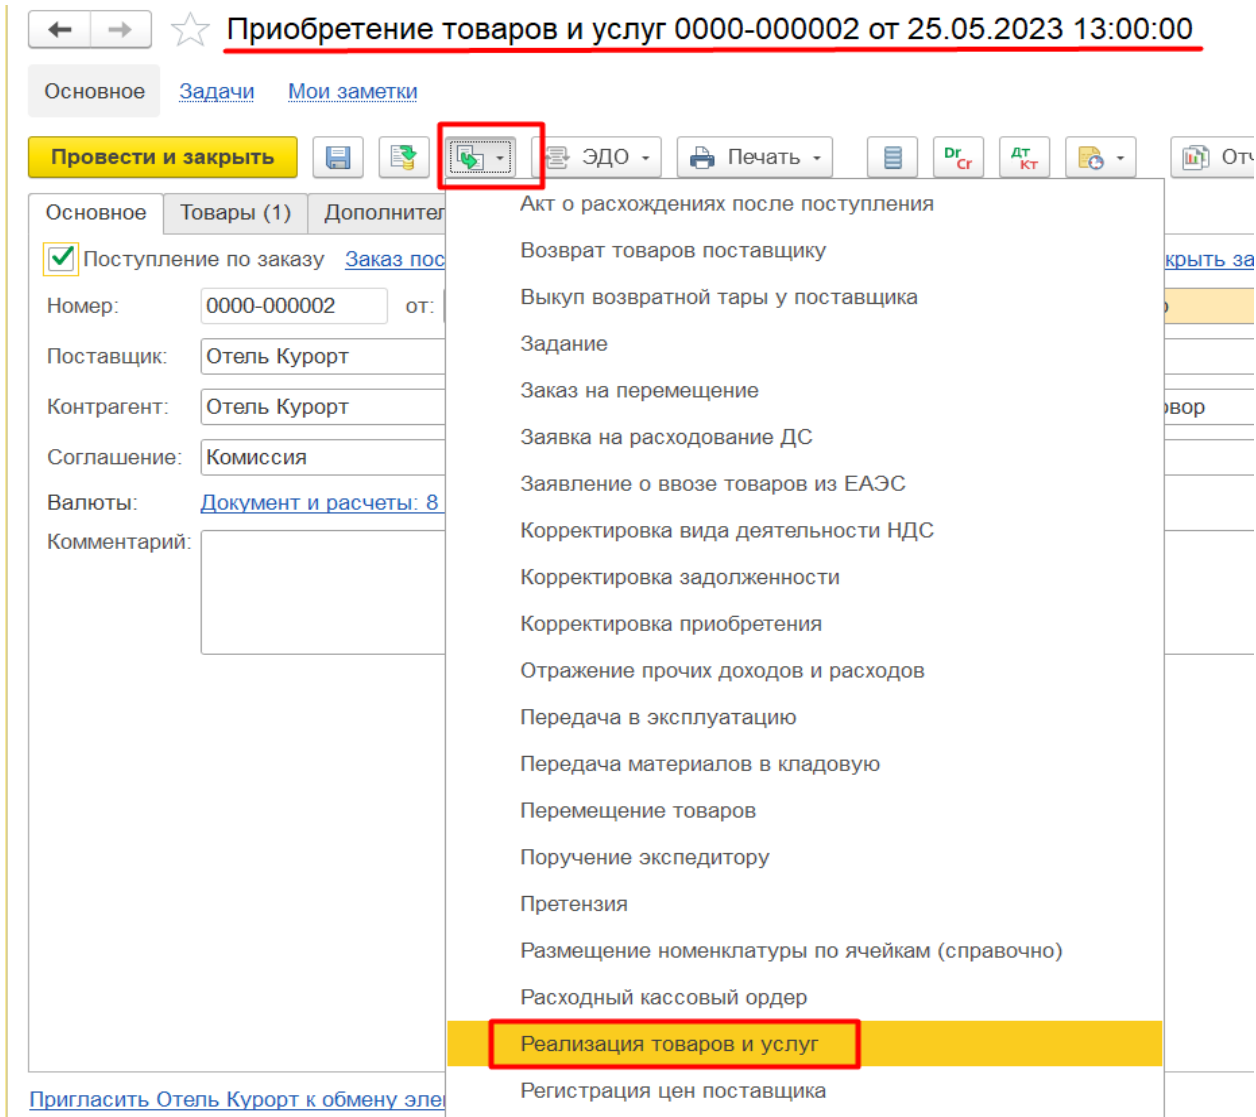 Приобретение товаров и услуг 0000-000002 от 25.05.2023 13:00:00
Основное Задачи Мои заметки
Провести и закрыть ЭДО Печать Dr Cr Дт Кт
Основное Товары (1)
Поступление по заказу Заказ
Номер: 0000-000002 от:
Поставщик: Отель Курорт
Контрагент: Отель Курорт
Соглашение: Комиссия
Валюты: Документ и расчеты: 8
Комментарий:
Акт о расхождениях после поступления
Возврат товаров поставщику
Выкуп возвратной тары у поставщика
Задание
Заказ на перемещение
Заявка на расходование ДС
Заявление о ввозе товаров из ЕАЭС
Корректировка вида деятельности НДС
Корректировка задолженности
Корректировка приобретения
Отражение прочих доходов и расходов
Передача в эксплуатацию
Передача материалов в кладовую
Перемещение товаров
Поручение экспедитору
Претензия
Размещение номенклатуры по ячейкам (справочно)
Расходный кассовый ордер
Реализация товаров и услуг
Регистрация цен поставщика
Пригласить Отель Курорт к обмену